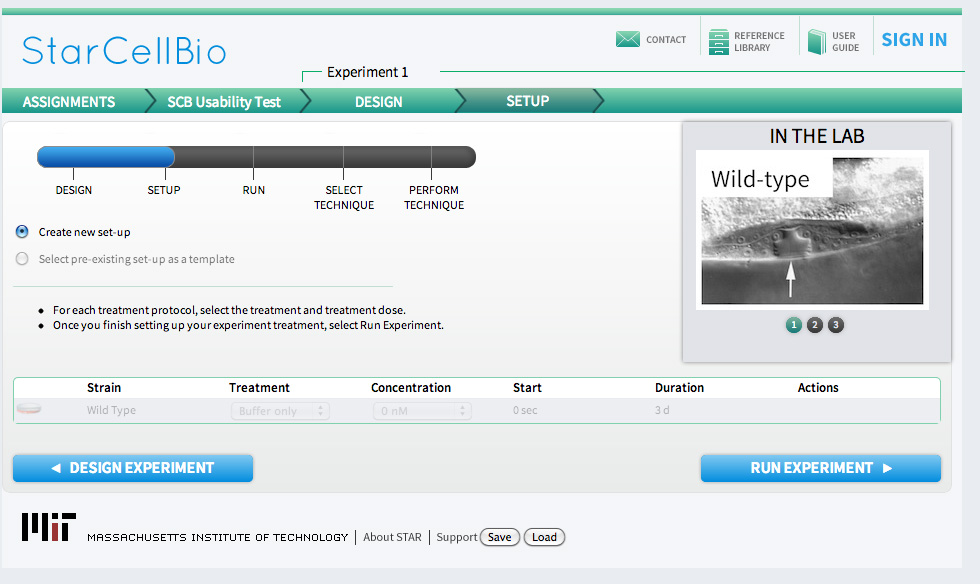 StarCellBio
CONTACT
REFERENCE
LIBRARY
USER
GUIDE
SIGN IN
Experiment 1
ASSIGNMENTS
SCB Usability Test
DESIGN
SETUP
DESIGN
SETUP
RUN
SELECT
TECHNIQUE
PERFORM
TECHNIQUE
IN THE LAB
Wild-type
1 2 3
Create new set-up
Select pre-existing set-up as a template
• For each treatment protocol, select the treatment and treatment dose.
• Once you finish setting up your experiment treatment, select Run Experiment.
Strain Treatment Concentration Start Duration Actions
Wild Type Buffer only 0 nM 0 sec 3 d
◄ DESIGN EXPERIMENT
RUN EXPERIMENT ►
MIT
MASSACHUSETTS INSTITUTE OF TECHNOLOGY | About STAR | Support Save Load